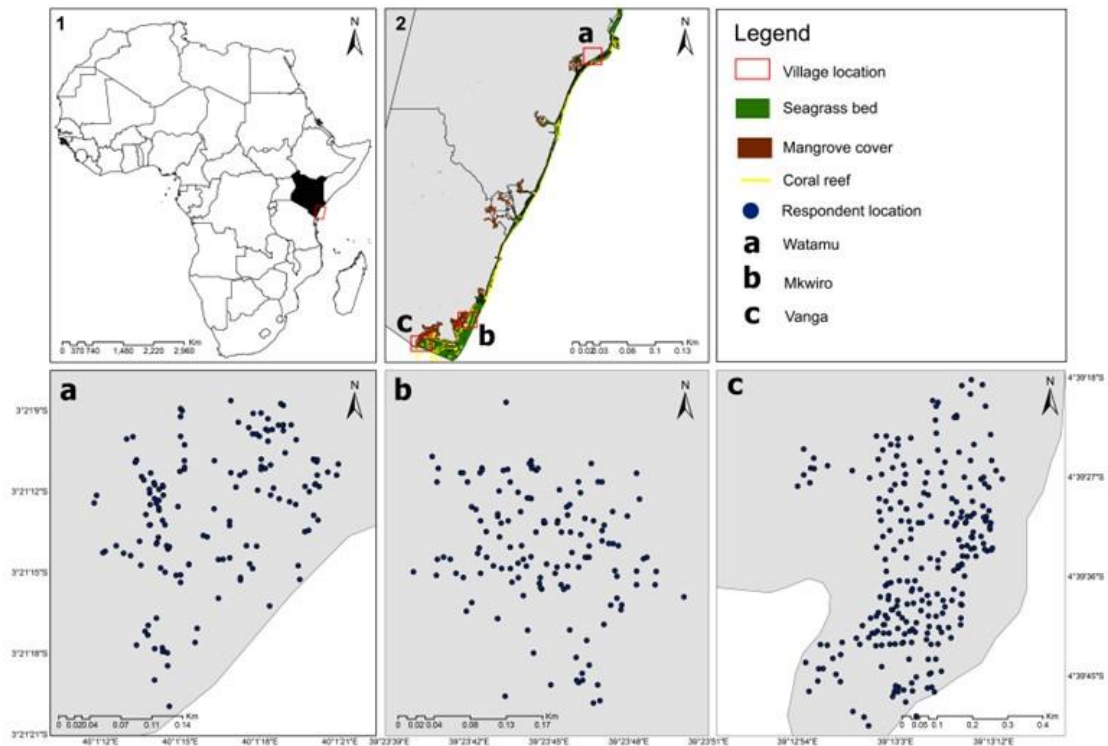 1
N
0 370 740 1,480 2,220 2,960
Km
2
N
a
c
b
Km
0 0.02 0.03 0.06 0.1 0.13
Legend
Village location
Seagrass bed
Mangrove cover
Coral reef
Respondent location
a Watamu
b Mkwiro
c Vanga
a
N
3°21'9"S
3°21'12"S
3°21'15"S
3°21'18"S
3°21'21"S
Km
0 0.02 0.04 0.07 0.11 0.14
40°1'12"E 40°1'15"E 40°1'18"E 40°1'21"E
b
N
Km
0 0.02 0.04 0.08 0.13 0.17
39°23'39"E 39°23'42"E 39°23'45"E 39°23'48"E 39°23'51"E
c
N
4°39'18"S
4°39'27"S
4°39'36"S
4°39'45"S
Km
0 0.05 0.1 0.2 0.3 0.4
39°12'54"E 39°13'3"E 39°13'12"E